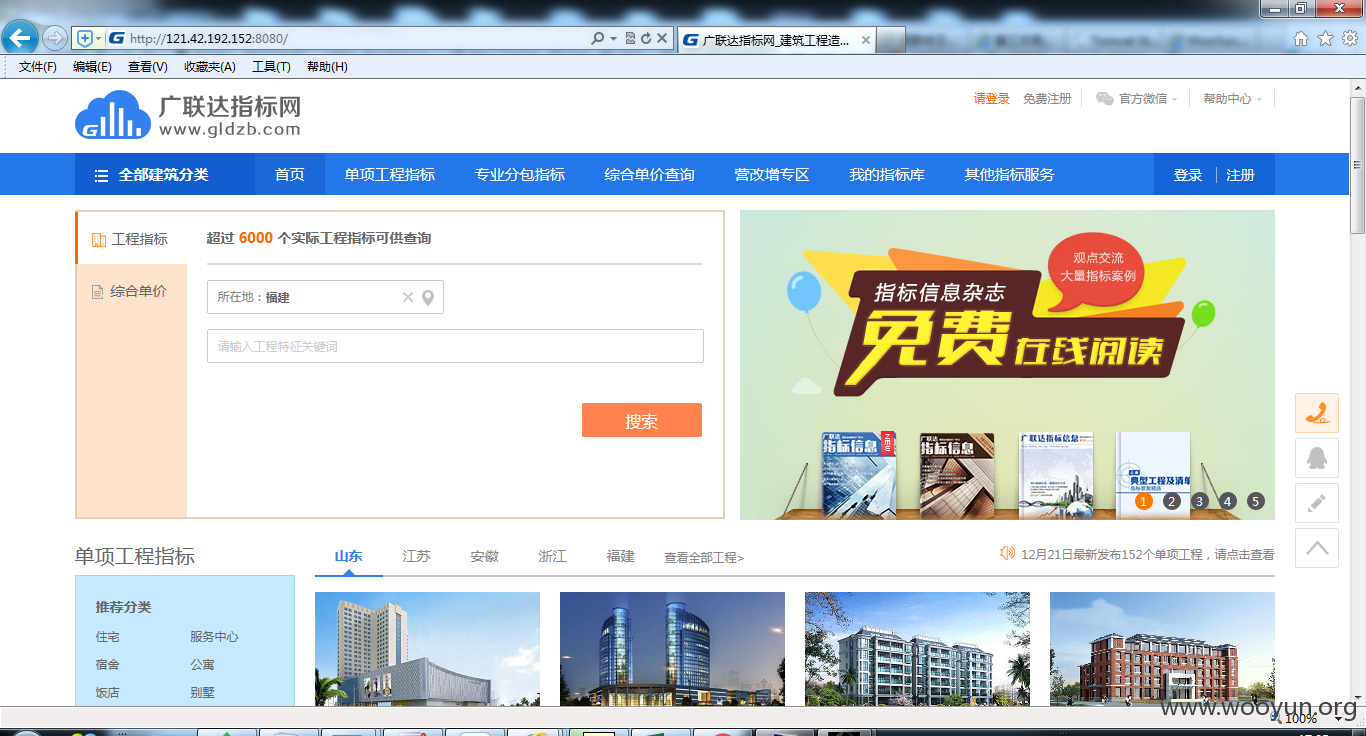 http://121.42.192.152:8080/
广联达指标网_建筑工程造...
文件(F) 编辑(E) 查看(V) 收藏夹(A) 工具(T) 帮助(H)
广联达指标网
www.gldzb.com
请登录 免费注册 官方微信 帮助中心
全部建筑分类 首页 单项工程指标 专业分包指标 综合单价查询 营改增专区 我的指标库 其他指标服务 登录 注册
工程指标
综合单价
超过 6000 个实际工程指标可供查询
所在地：福建
请输入工程特征关键词
搜索
观点交流
大量指标案例
指标信息杂志
免费在线阅读
广联达
指标信息
NEW
广联达
指标信息
广联达指标信息
典型工程及清单
1 2 3 4 5
单项工程指标
山东 江苏 安徽 浙江 福建 查看全部工程>
12月21日最新发布152个单项工程，请点击查看
推荐分类
住宅 服务中心
宿舍 公寓
饭店 别墅
www.wooyun.org
100%